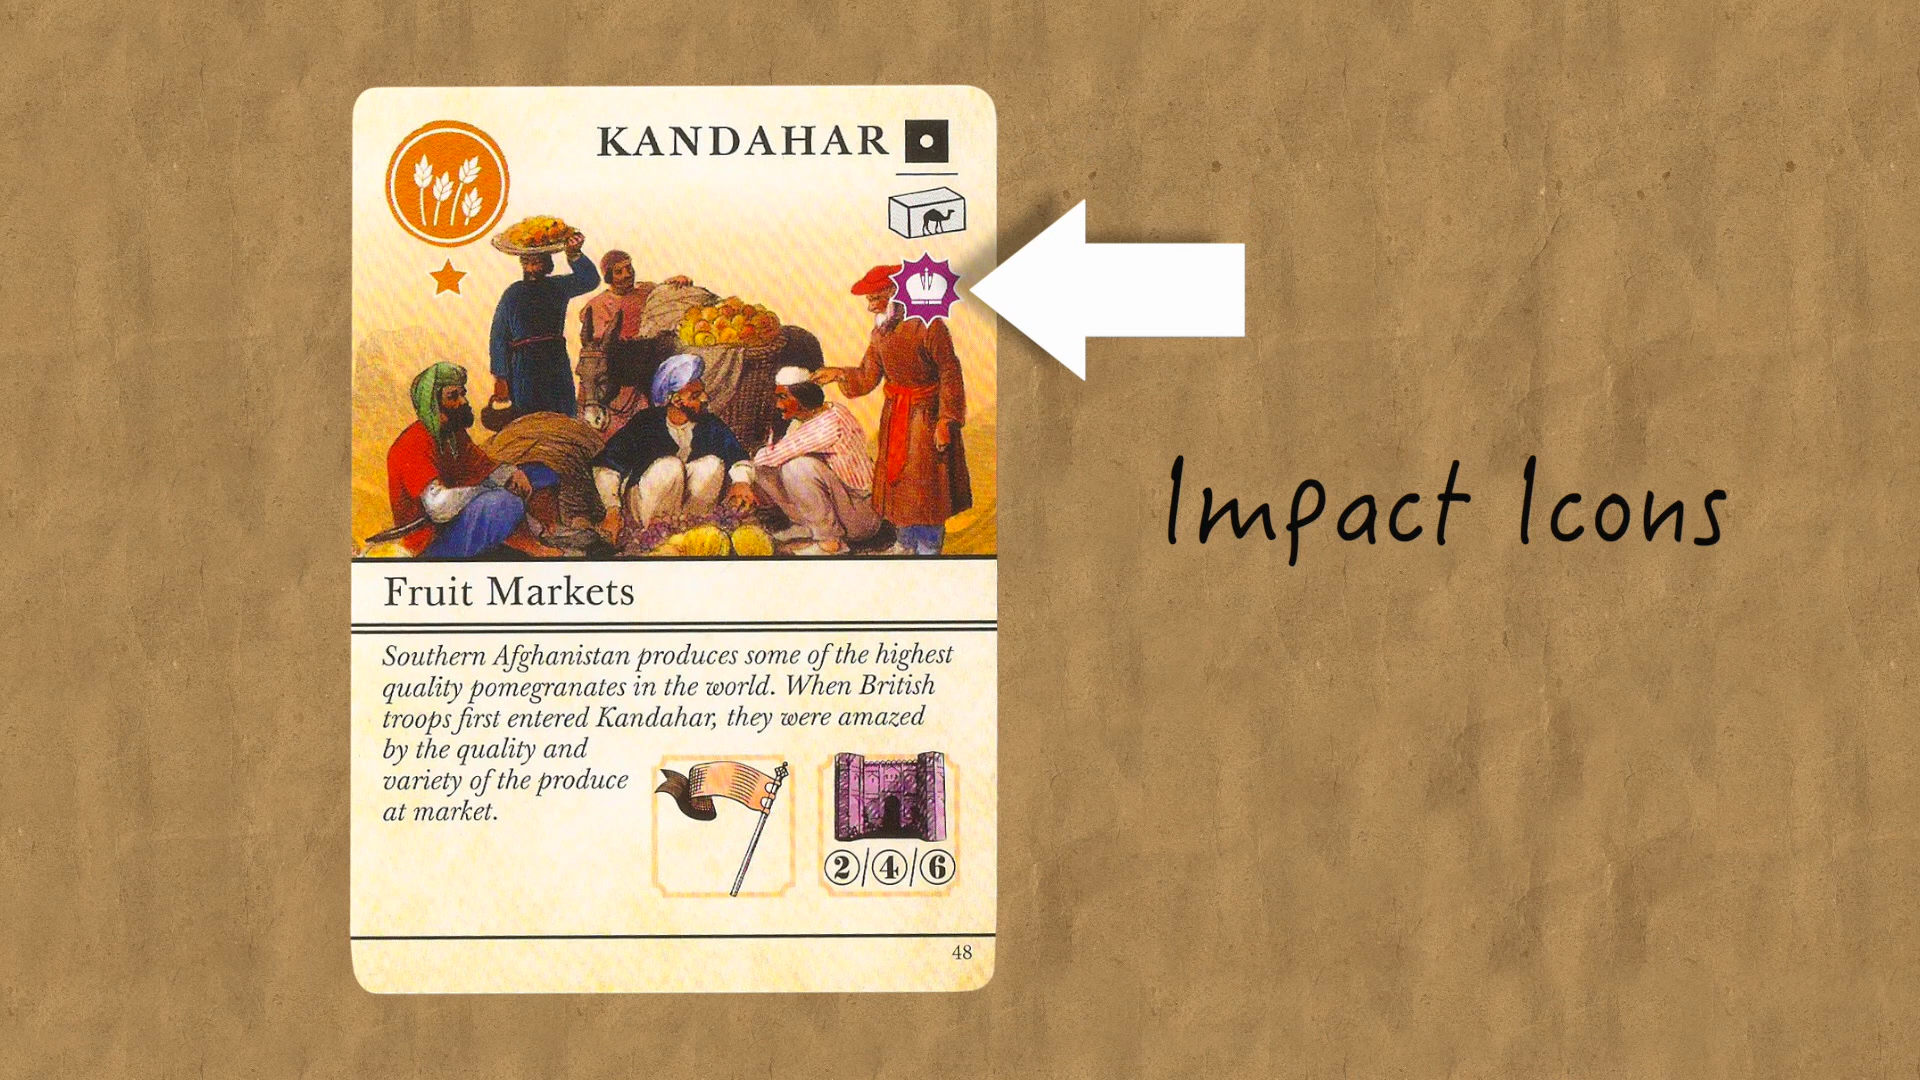 KANDAHAR
Impact Icons
Fruit Markets
Southern Afghanistan produces some of the highest
quality pomegranates in the world. When British
troops first entered Kandahar, they were amazed
by the quality and
variety of the produce
at market.
2/4/6
48